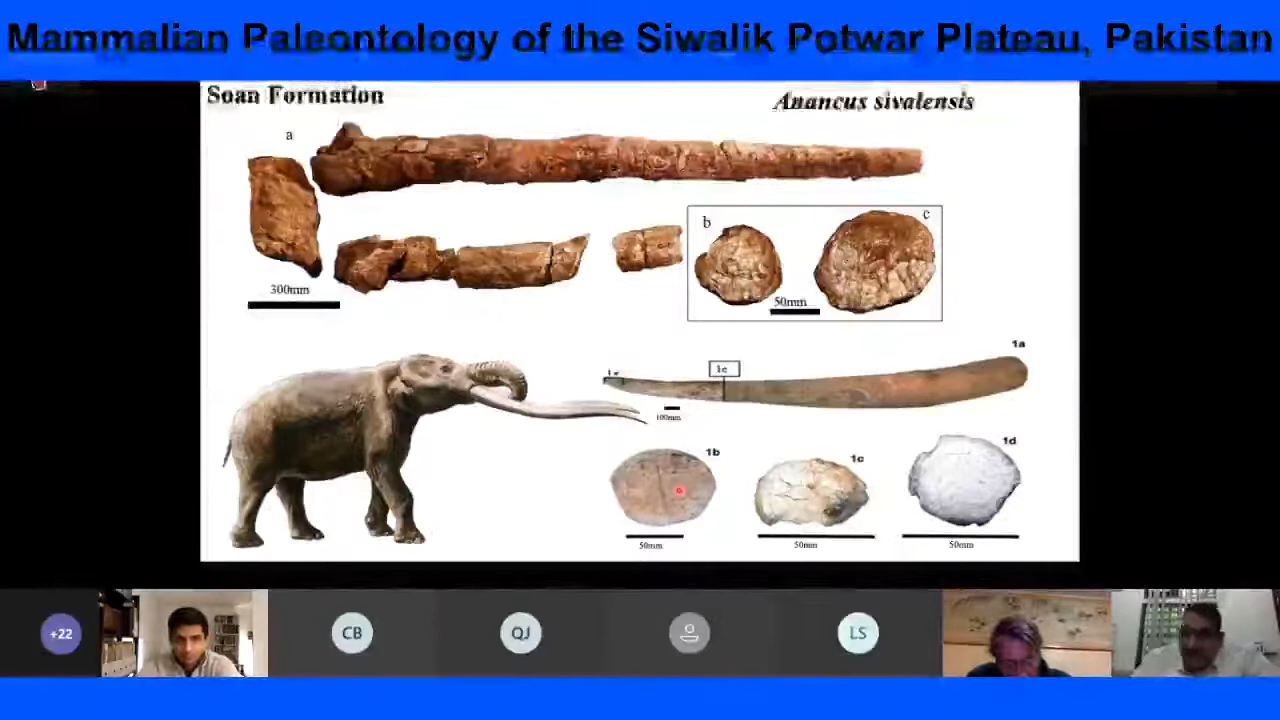 Mammalian Paleontology of the Siwalik Potwar Plateau, Pakistan
Soan Formation
Anancus sivalensis
a
b
c
300mm
50mm
1a
1c
100mm
1b
1c
1d
50mm
50mm
50mm
+22
CB
QJ
LS